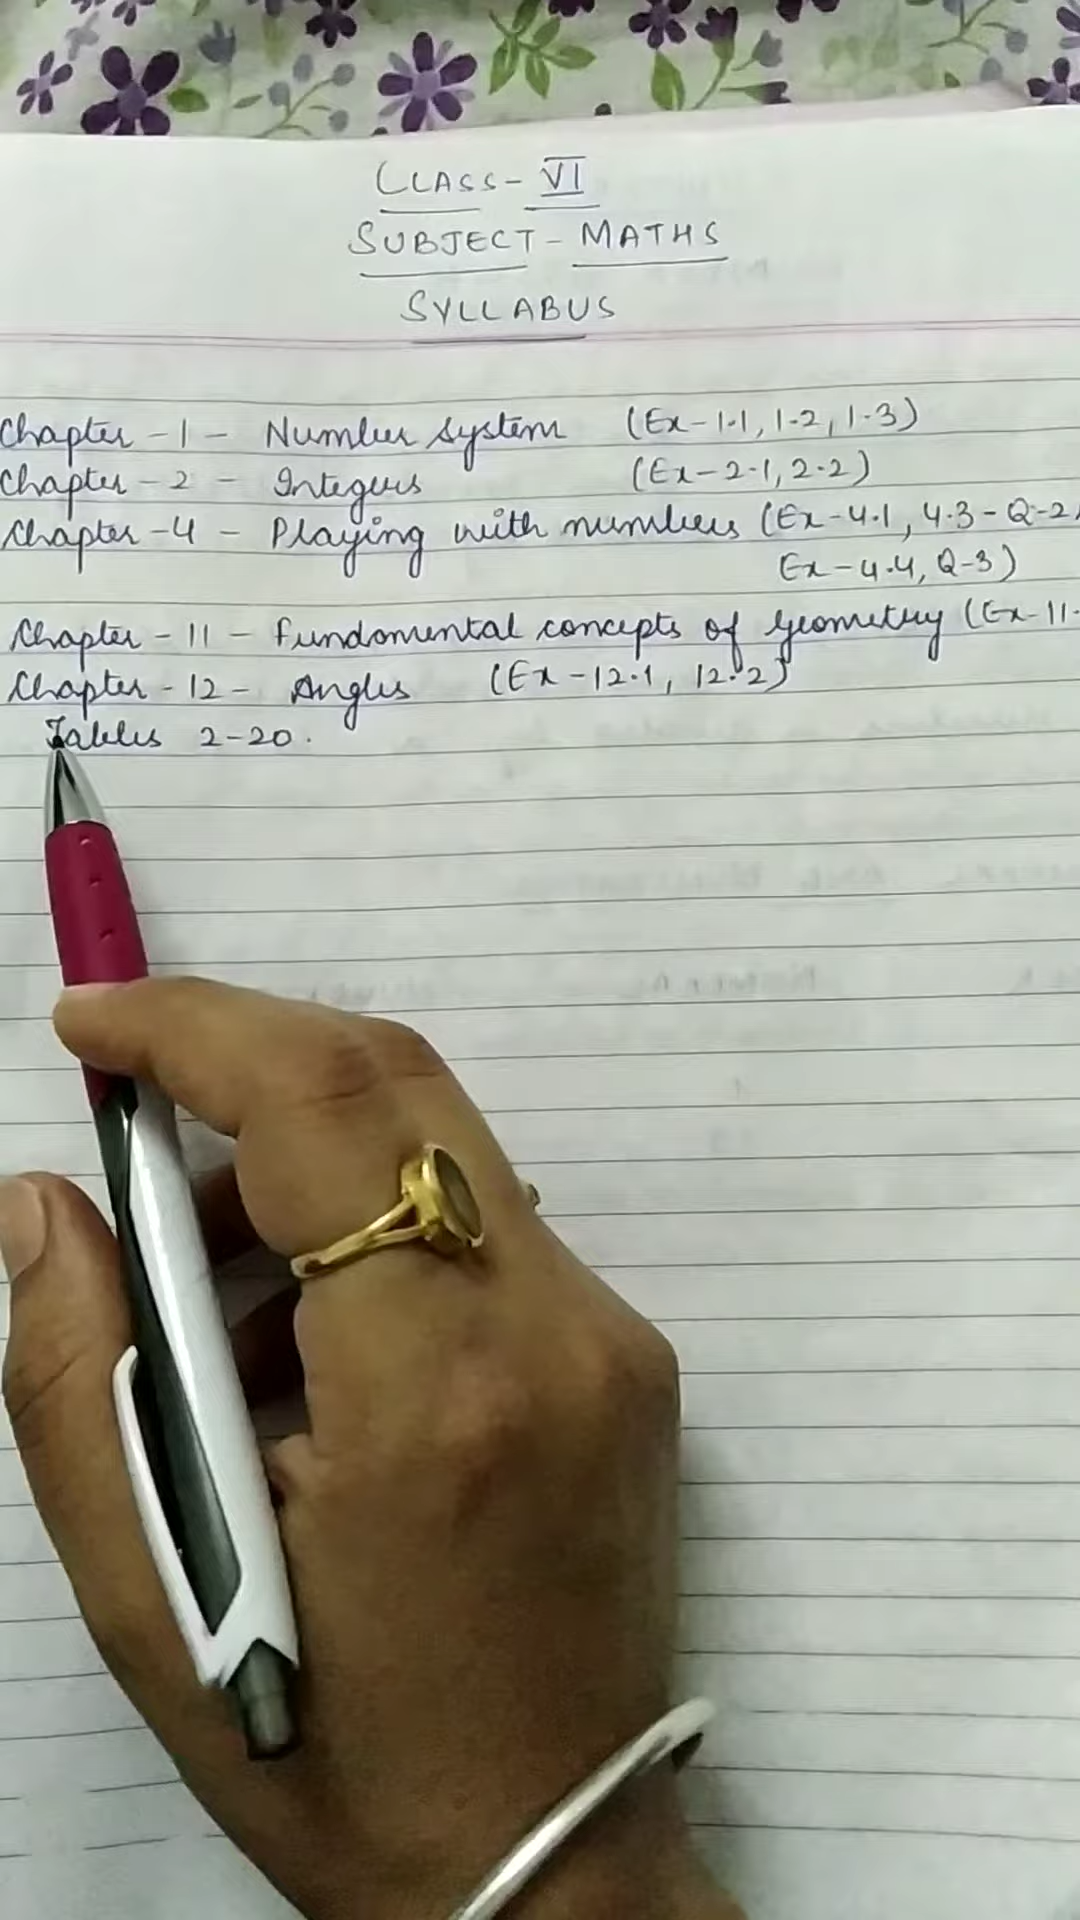 CLASS - VI
SUBJECT - MATHS
SYLLABUS
Chapter - 1 - Number system (Ex - 1.1, 1.2, 1.3)
Chapter - 2 - Integers (Ex - 2.1, 2.2)
Chapter - 4 - Playing with numbers (Ex - 4.1, 4.3 - Q-2,
Ex - 4.4, Q-3)
Chapter - 11 - Fundamental concepts of geometry (Ex - 11.
Chapter - 12 - Angles (Ex - 12.1, 12.2)
Tables 2-20.